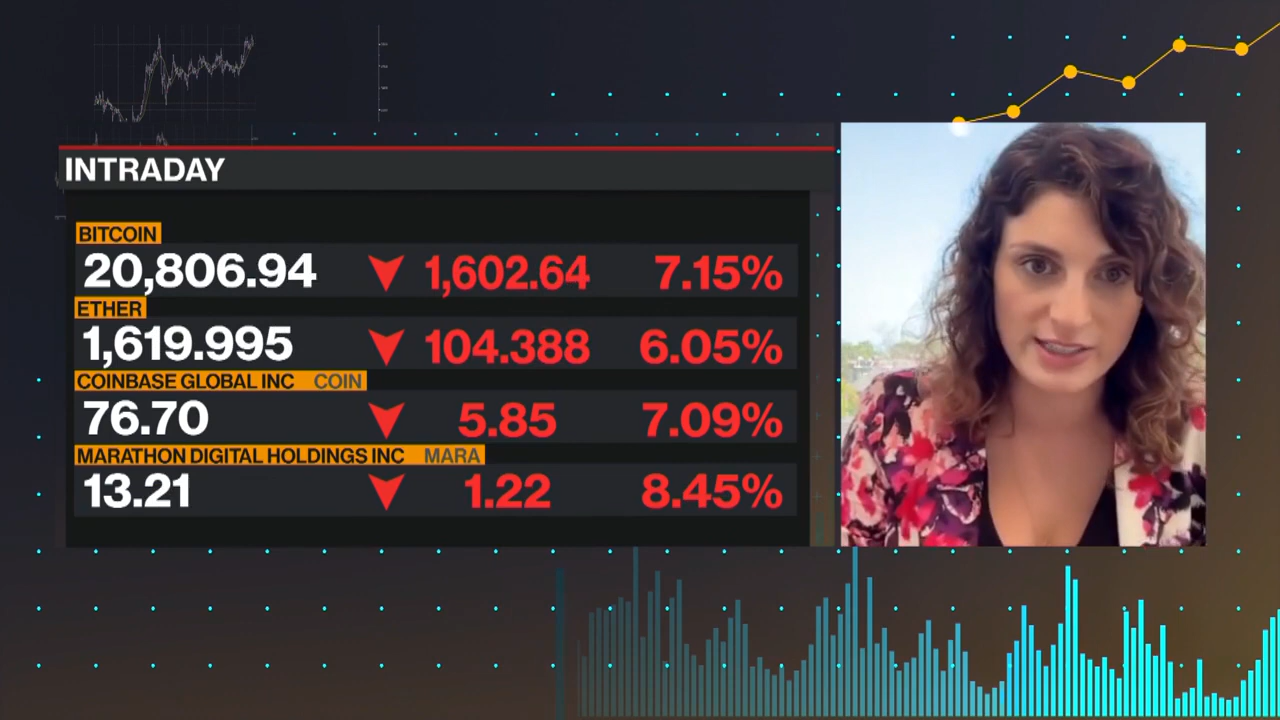 INTRADAY
BITCOIN
20,806.94 1,602.64 7.15%
ETHER
1,619.995 104.388 6.05%
COINBASE GLOBAL INC COIN
76.70 5.85 7.09%
MARATHON DIGITAL HOLDINGS INC MARA
13.21 1.22 8.45%